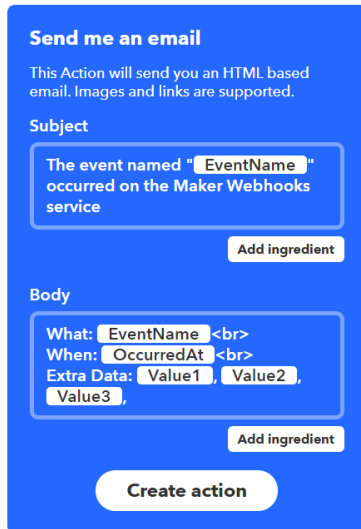 Send me an email
This Action will send you an HTML based
email. Images and links are supported.
Subject
The event named " EventName "
occurred on the Maker Webhooks
service
Add ingredient
Body
What: EventName <br>
When: OccurredAt <br>
Extra Data: Value1 , Value2 ,
Value3 ,
Add ingredient
Create action